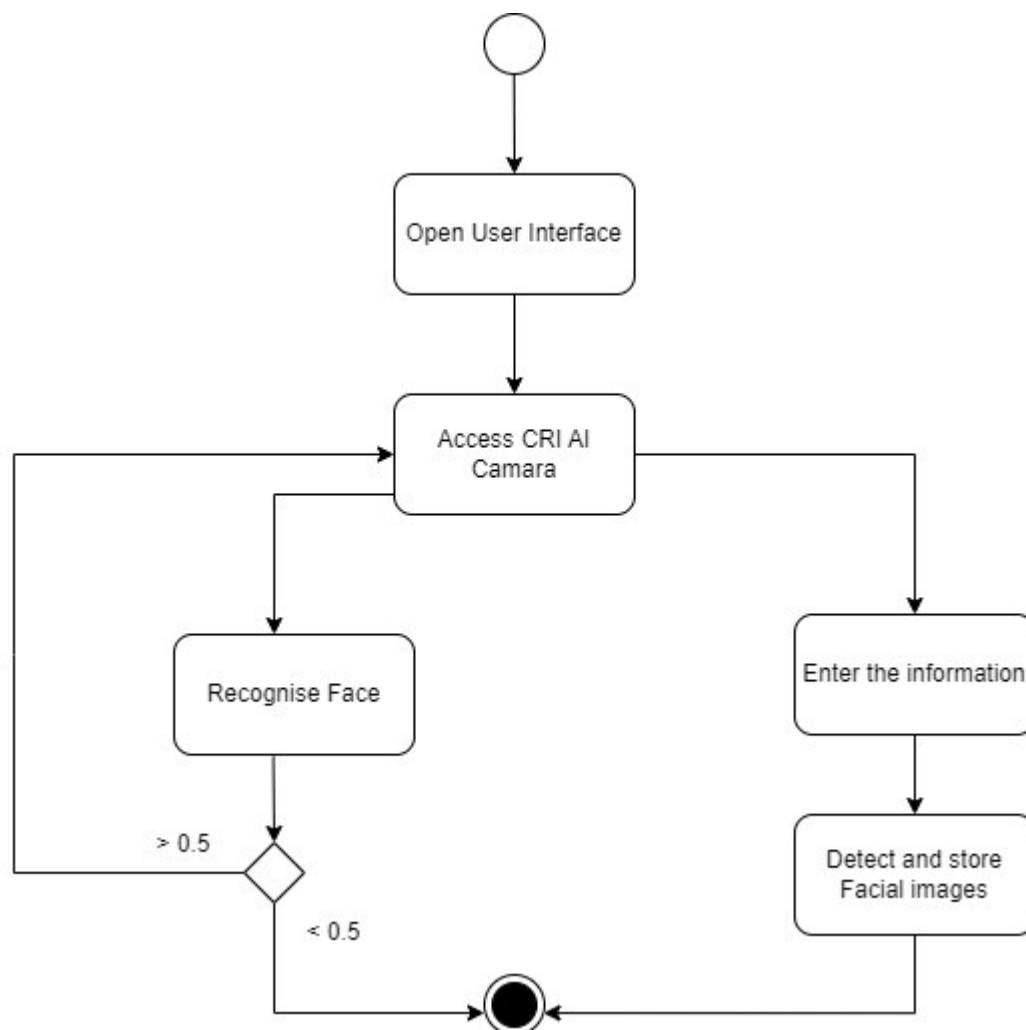 Open User Interface
Access CRI AI
Camara
Recognise Face
Enter the information
> 0.5
Detect and store
Facial images
< 0.5